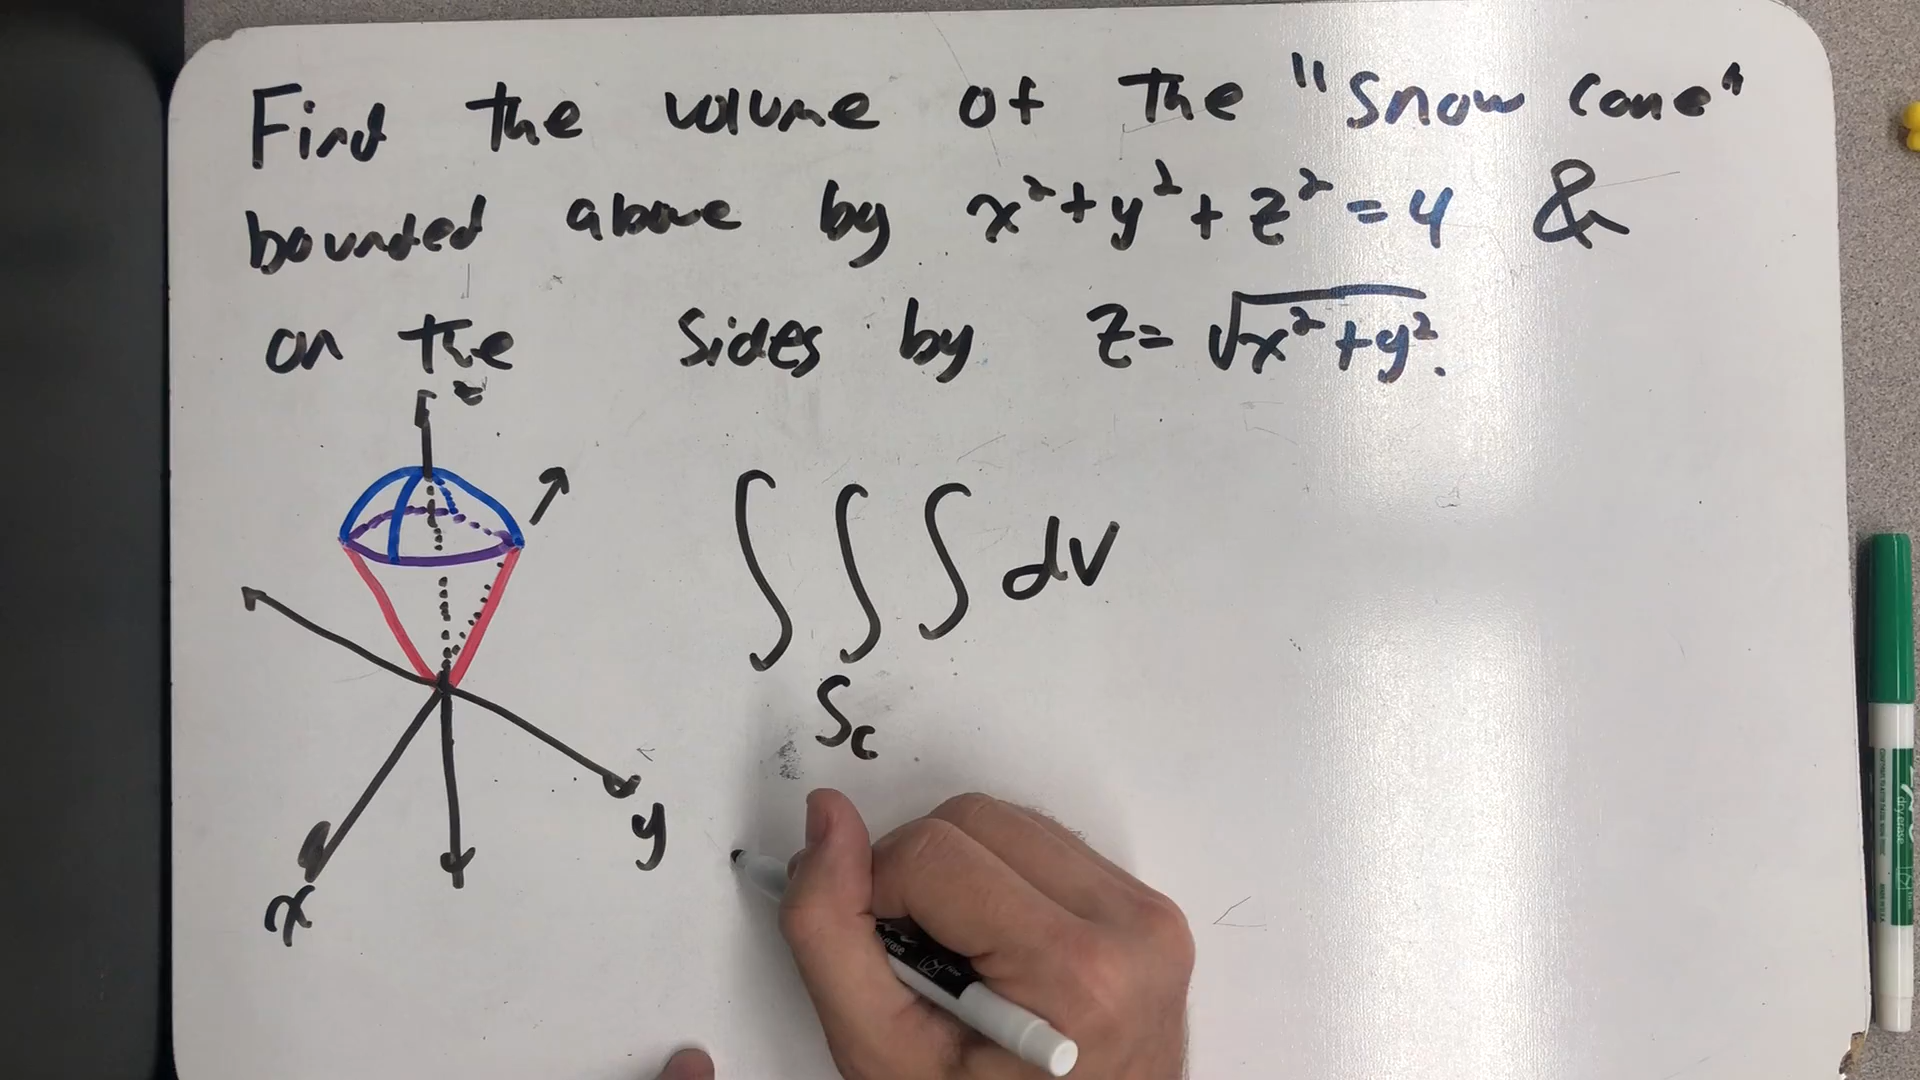 Find the volume of the "Snow Cone"
bounded above by x² + y² + z² = 4 &
on the sides by z = √x² + y².
z
∫∫∫ dV
Sc
y
x